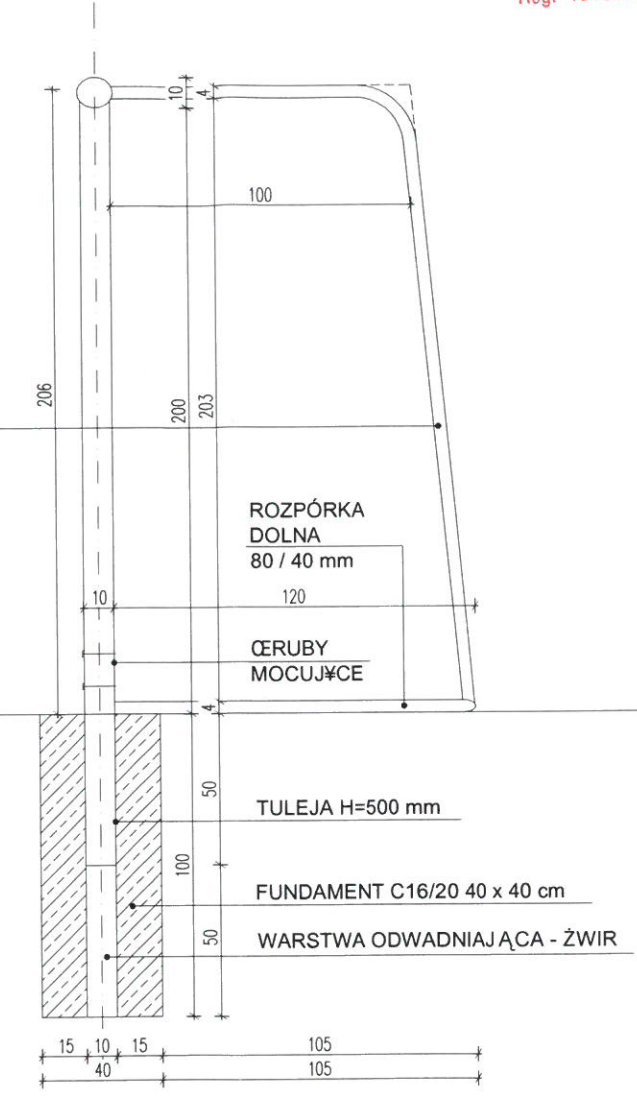 10
4
100
206
200
203
ROZPÓRKA
DOLNA
80 / 40 mm
10
120
ŒRUBY
MOCUJ¥CE
4
50
TULEJA H=500 mm
100
FUNDAMENT C16/20 40 x 40 cm
50
WARSTWA ODWADNIAJĄCA - ŻWIR
15 10 15 105
40 105